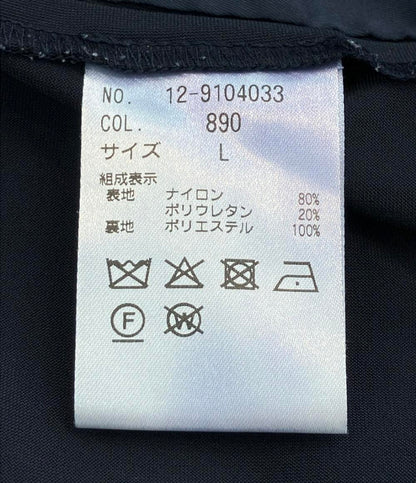 NO. 12-9104033
COL. 890
サイズ L
組成表示
表地 ナイロン 80%
ポリウレタン 20%
裏地 ポリエステル 100%
F W